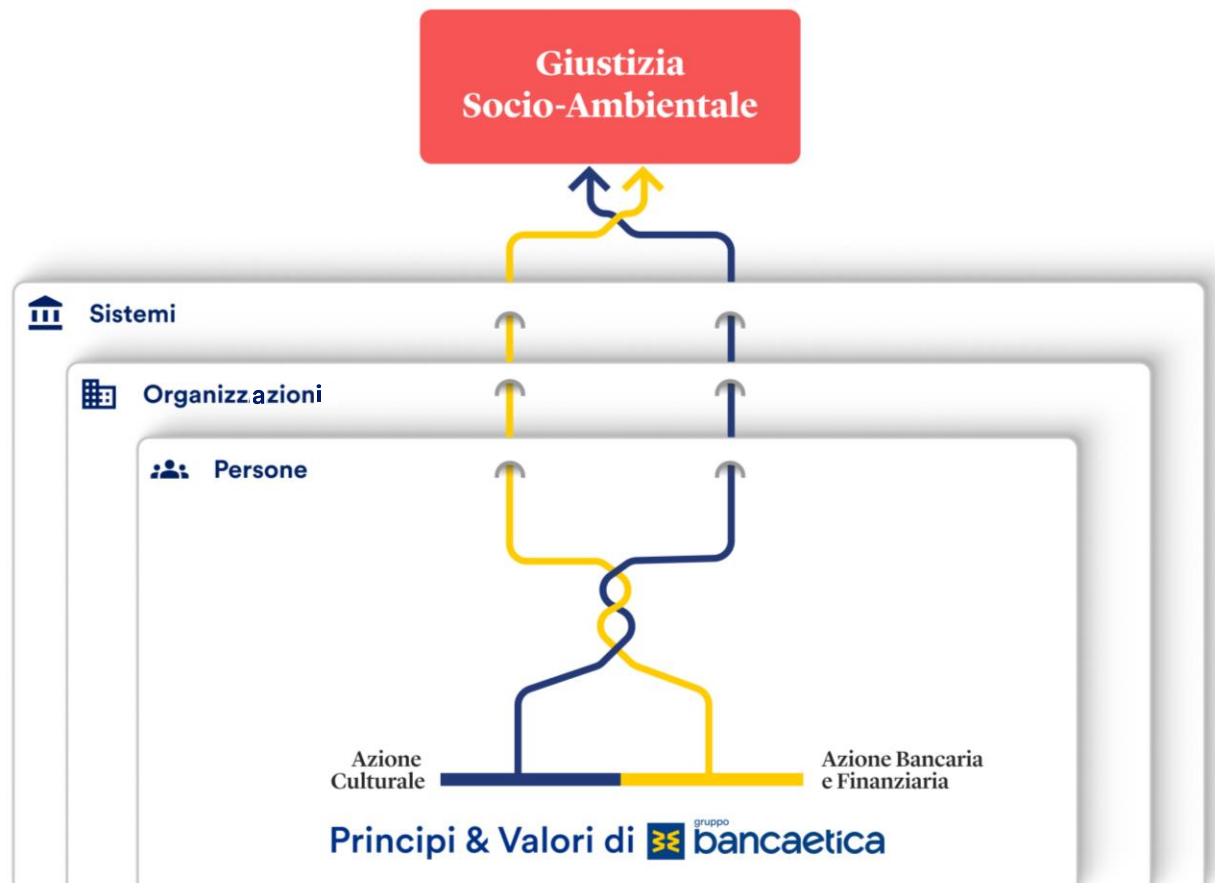 Giustizia
Socio-Ambientale
Sistemi
Organizzazioni
Persone
Azione
Culturale
Azione Bancaria
e Finanziaria
gruppo
Principi & Valori di bancaetica